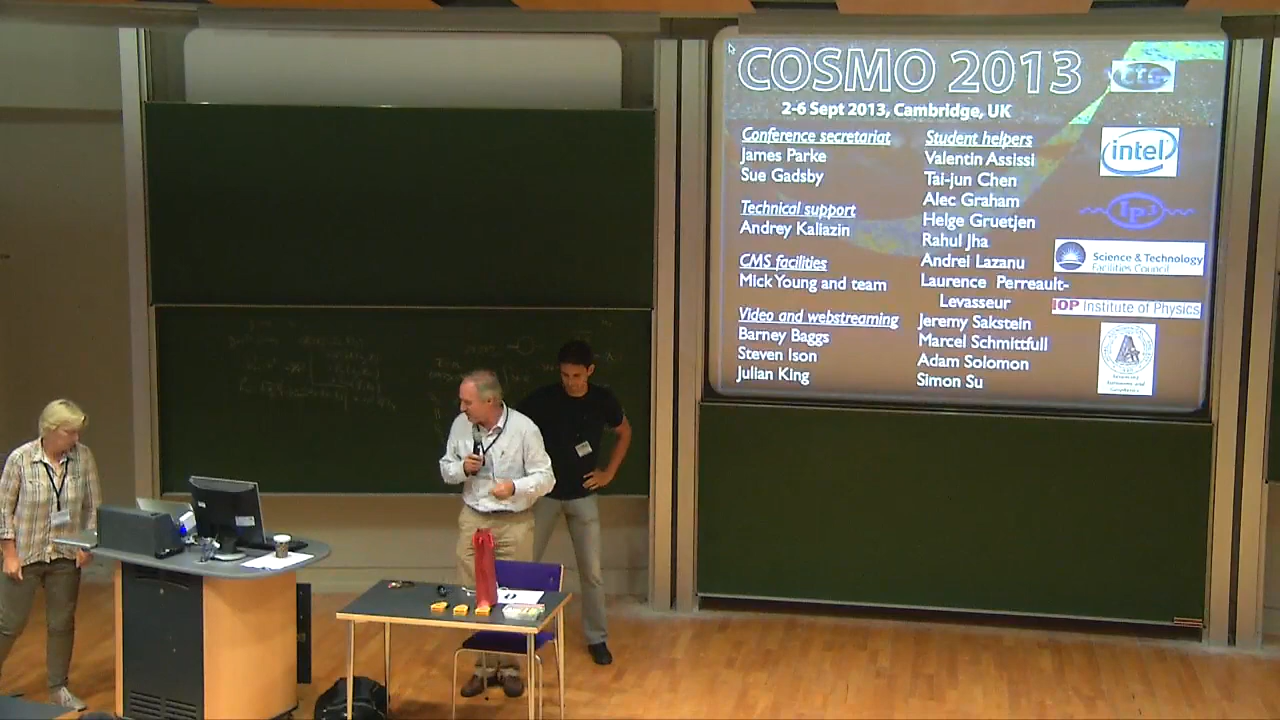 COSMO 2013
2-6 Sept 2013, Cambridge, UK
Conference secretariat
James Parke
Sue Gadsby
Technical support
Andrey Kaliazin
CMS facilities
Mick Young and team
Video and webstreaming
Barney Baggs
Steven Ison
Julian King
Student helpers
Valentin Assissi
Tai-jun Chen
Alec Graham
Helge Gruetjen
Rahul Jha
Andrei Lazanu
Laurence Perreault-
Levasseur
Jeremy Sakstein
Marcel Schmittfull
Adam Solomon
Simon Su
intel
Ip3
Science & Technology
Facilities Council
IOP Institute of Physics